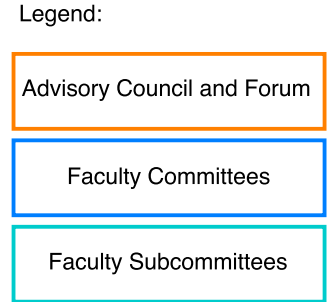 Legend:
Advisory Council and Forum
Faculty Committees
Faculty Subcommittees